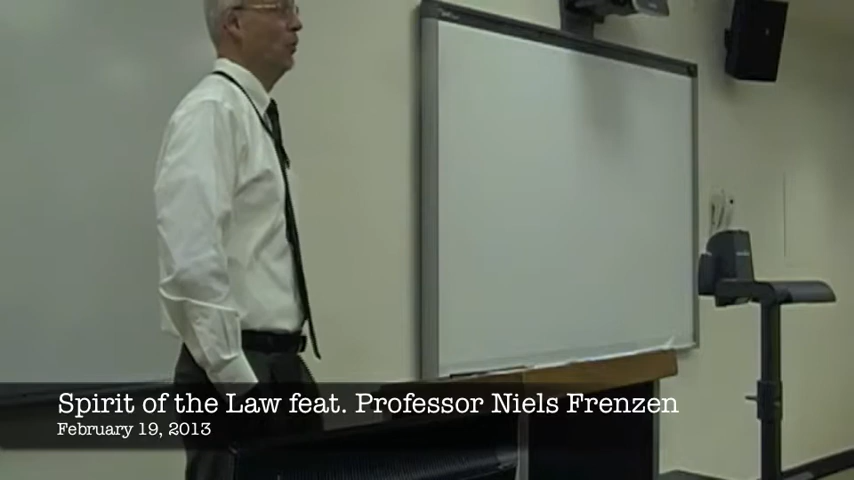 Spirit of the Law feat. Professor Niels Frenzen
February 19, 2013